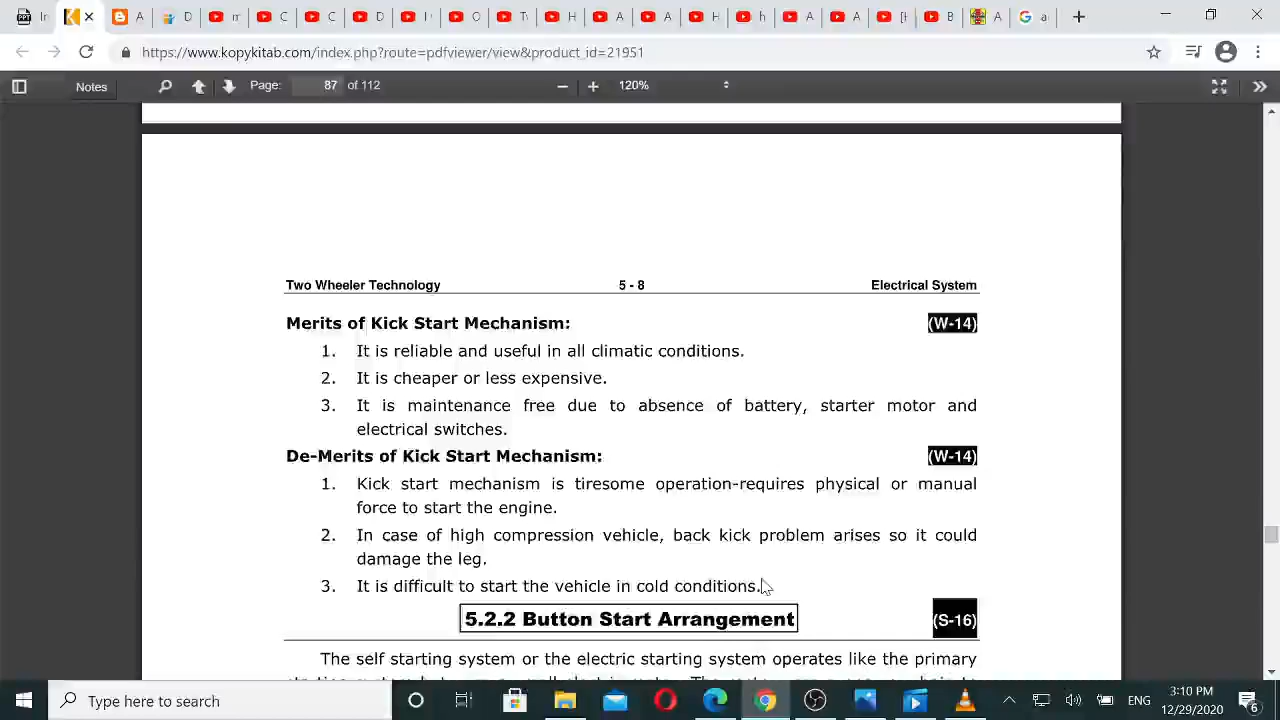 https://www.kopykitab.com/index.php?route=pdfviewer/view&product_id=21951
Notes
Page: 87 of 112
120%
Two Wheeler Technology 5 - 8 Electrical System
Merits of Kick Start Mechanism: (W-14)
1. It is reliable and useful in all climatic conditions.
2. It is cheaper or less expensive.
3. It is maintenance free due to absence of battery, starter motor and
electrical switches.
De-Merits of Kick Start Mechanism: (W-14)
1. Kick start mechanism is tiresome operation-requires physical or manual
force to start the engine.
2. In case of high compression vehicle, back kick problem arises so it could
damage the leg.
3. It is difficult to start the vehicle in cold conditions.
5.2.2 Button Start Arrangement (S-16)
The self starting system or the electric starting system operates like the primary
Type here to search
ENG
3:10 PM
12/29/2020